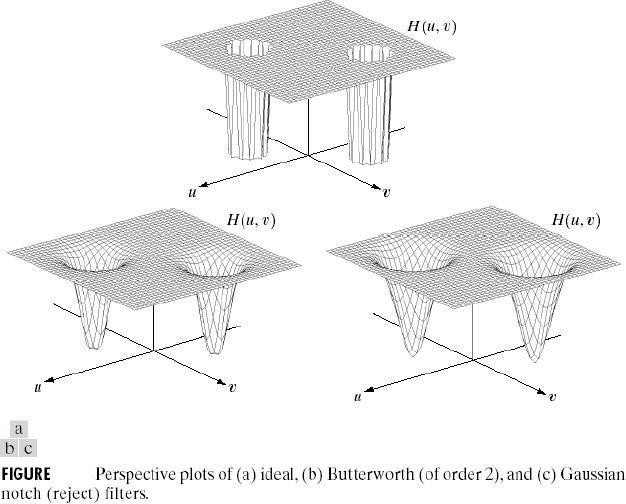 H(u, v)
u
v
H(u, v)
H(u, v)
u
v
u
v
a
b c
FIGURE Perspective plots of (a) ideal, (b) Butterworth (of order 2), and (c) Gaussian
notch (reject) filters.